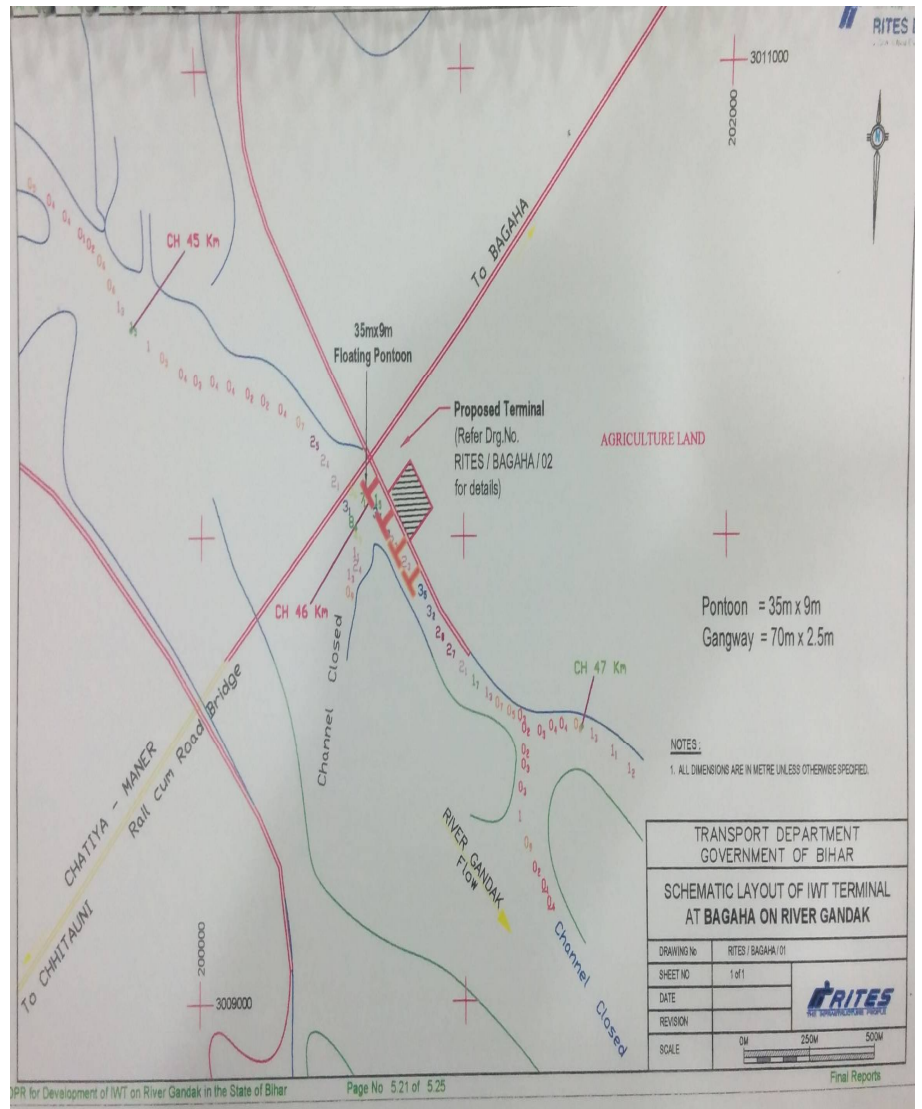 RITES
3011000
202000
N
To BAGAHA
CH 45 Km
35mx9m
Floating Pontoon
Proposed Terminal
(Refer Drg.No.
RITES / BAGAHA / 02
for details)
AGRICULTURE LAND
CH 46 Km
Pontoon = 35m x 9m
Gangway = 70m x 2.5m
Channel Closed
CH 47 Km
NOTES:
1. ALL DIMENSIONS ARE IN METRE UNLESS OTHERWISE SPECIFIED.
CHATIYA - MANER
Rail cum Road Bridge
To CHHITAUNI
RIVER GANDAK
Flow
Channel Closed
200000
3009000
TRANSPORT DEPARTMENT
GOVERNMENT OF BIHAR
SCHEMATIC LAYOUT OF IWT TERMINAL
AT BAGAHA ON RIVER GANDAK
DRAWING No RITES / BAGAHA / 01
SHEET NO 1 of 1
DATE
REVISION
RITES
THE INFRASTRUCTURE PEOPLE
SCALE 0M 250M 500M
DPR for Development of IWT on River Gandak in the State of Bihar Page No 5.21 of 5.25 Final Reports